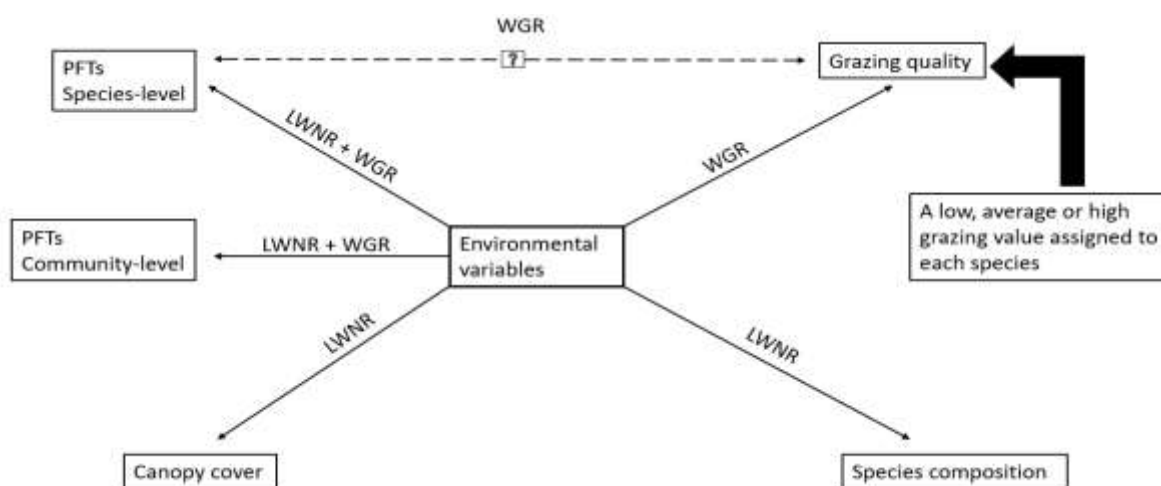 WGR
?
PFTs
Species-level
Grazing quality
LWNR + WGR
WGR
A low, average or high
grazing value assigned to
each species
PFTs
Community-level
LWNR + WGR
Environmental
variables
LWNR
LWNR
Canopy cover
Species composition